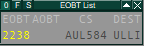 0 F S EOBT List
EOBT AOBT CS DEST
2238 AUL584 ULLI